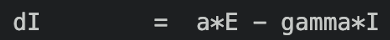 dI        =  a*E - gamma*I